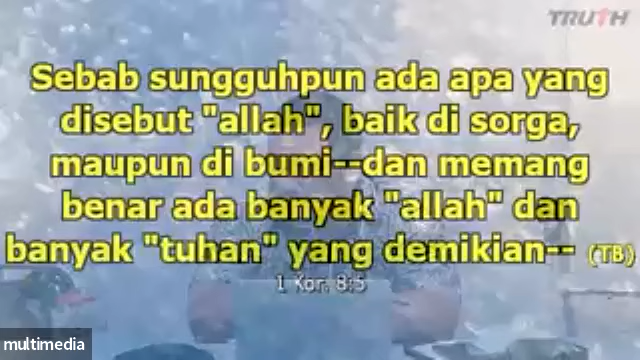 TRUTH
Sebab sungguhpun ada apa yang
disebut "allah", baik di sorga,
maupun di bumi--dan memang
benar ada banyak "allah" dan
banyak "tuhan" yang demikian-- (TB)
1 Kor. 8:5
multimedia